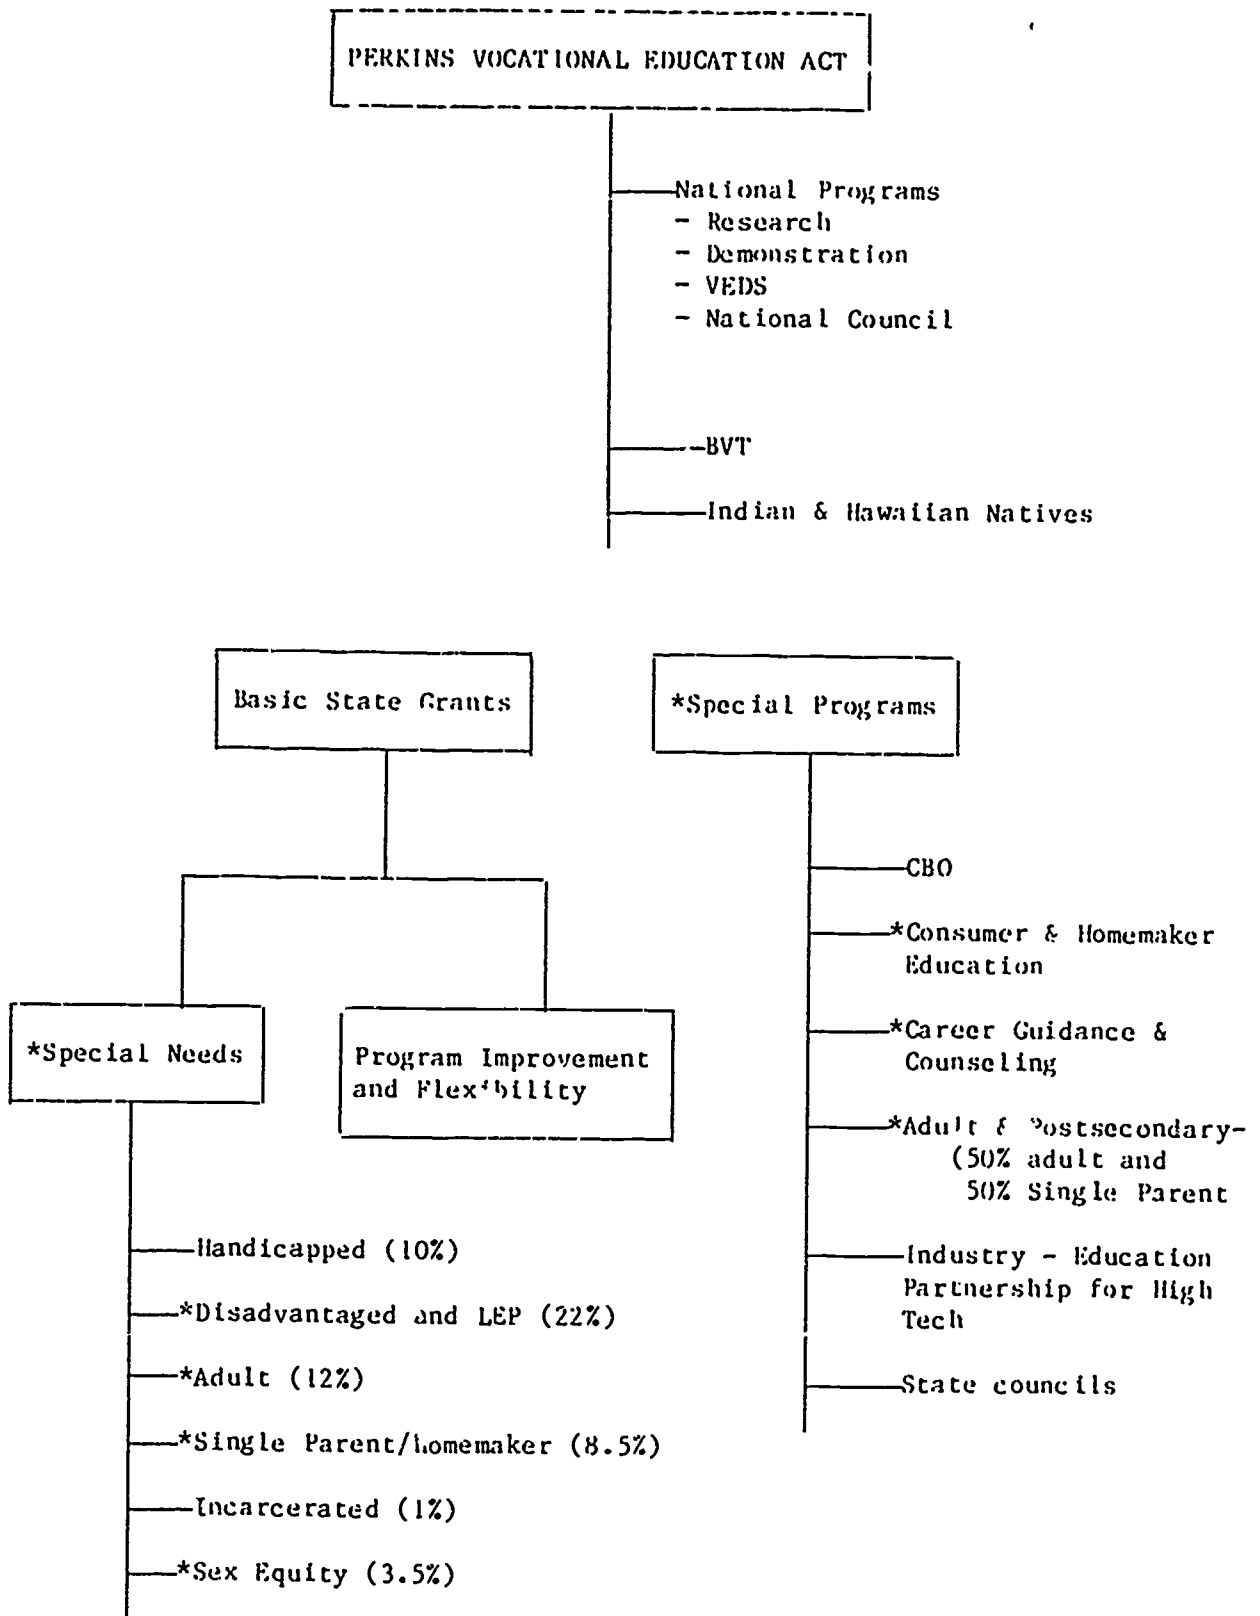 PERKINS VOCATIONAL EDUCATION ACT
National Programs
- Research
- Demonstration
- VEDS
- National Council
BVT
Indian & Hawaiian Natives
Basic State Grants
*Special Programs
*Special Needs
Program Improvement
and Flexibility
Handicapped (10%)
*Disadvantaged and LEP (22%)
*Adult (12%)
*Single Parent/homemaker (8.5%)
Incarcerated (1%)
*Sex Equity (3.5%)
CBO
*Consumer & Homemaker
Education
*Career Guidance &
Counseling
*Adult & Postsecondary-
(50% adult and
50% Single Parent
Industry - Education
Partnership for High
Tech
State councils